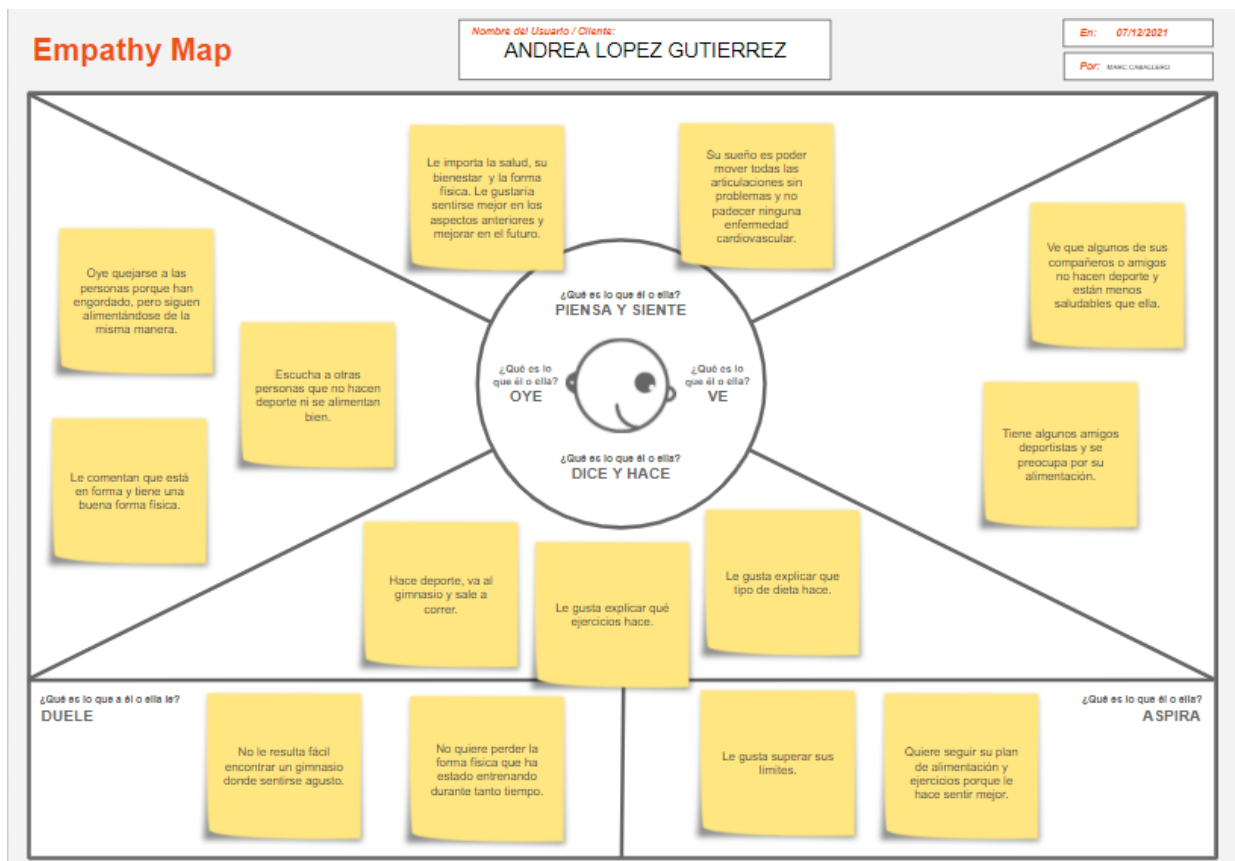 Empathy Map
Nombre del Usuario / Cliente:
ANDREA LOPEZ GUTIERREZ
En: 07/12/2021
Por: MARC CABALLERO
Le importa la salud, su
bienestar y la forma
física. Le gustaría
sentirse mejor en los
aspectos anteriores y
mejorar en el futuro.
Su sueño es poder
mover todas las
articulaciones sin
problemas y no
padecer ninguna
enfermedad
cardiovascular.
Oye quejarse a las
personas porque han
engordado, pero siguen
alimentándose de la
misma manera.
Escucha a otras
personas que no hacen
deporte ni se alimentan
bien.
Le comentan que está
en forma y tiene una
buena forma física.
¿Qué es lo que él o ella?
PIENSA Y SIENTE
¿Qué es lo
que él o ella?
OYE
¿Qué es lo
que él o ella?
VE
¿Qué es lo que él o ella?
DICE Y HACE
Ve que algunos de sus
compañeros o amigos
no hacen deporte y
están menos
saludables que ella.
Tiene algunos amigos
deportistas y se
preocupa por su
alimentación.
Hace deporte, va al
gimnasio y sale a
correr.
Le gusta explicar qué
ejercicios hace.
Le gusta explicar que
tipo de dieta hace.
¿Qué es lo que a él o ella le?
DUELE
No le resulta fácil
encontrar un gimnasio
donde sentirse agusto.
No quiere perder la
forma física que ha
estado entrenando
durante tanto tiempo.
Le gusta superar sus
límites.
Quiere seguir su plan
de alimentación y
ejercicios porque le
hace sentir mejor.
¿Qué es lo que él o ella?
ASPIRA